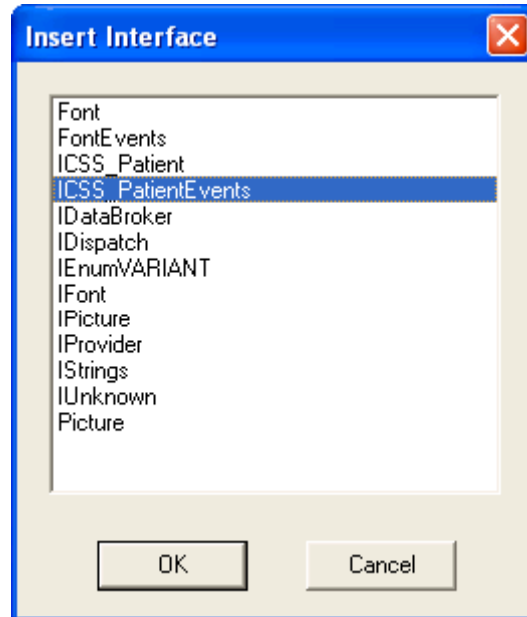 Insert Interface
Font
FontEvents
ICSS_Patient
ICSS_PatientEvents
IDataBroker
IDispatch
IEnumVARIANT
IFont
IPicture
IProvider
IStrings
IUnknown
Picture
OK
Cancel